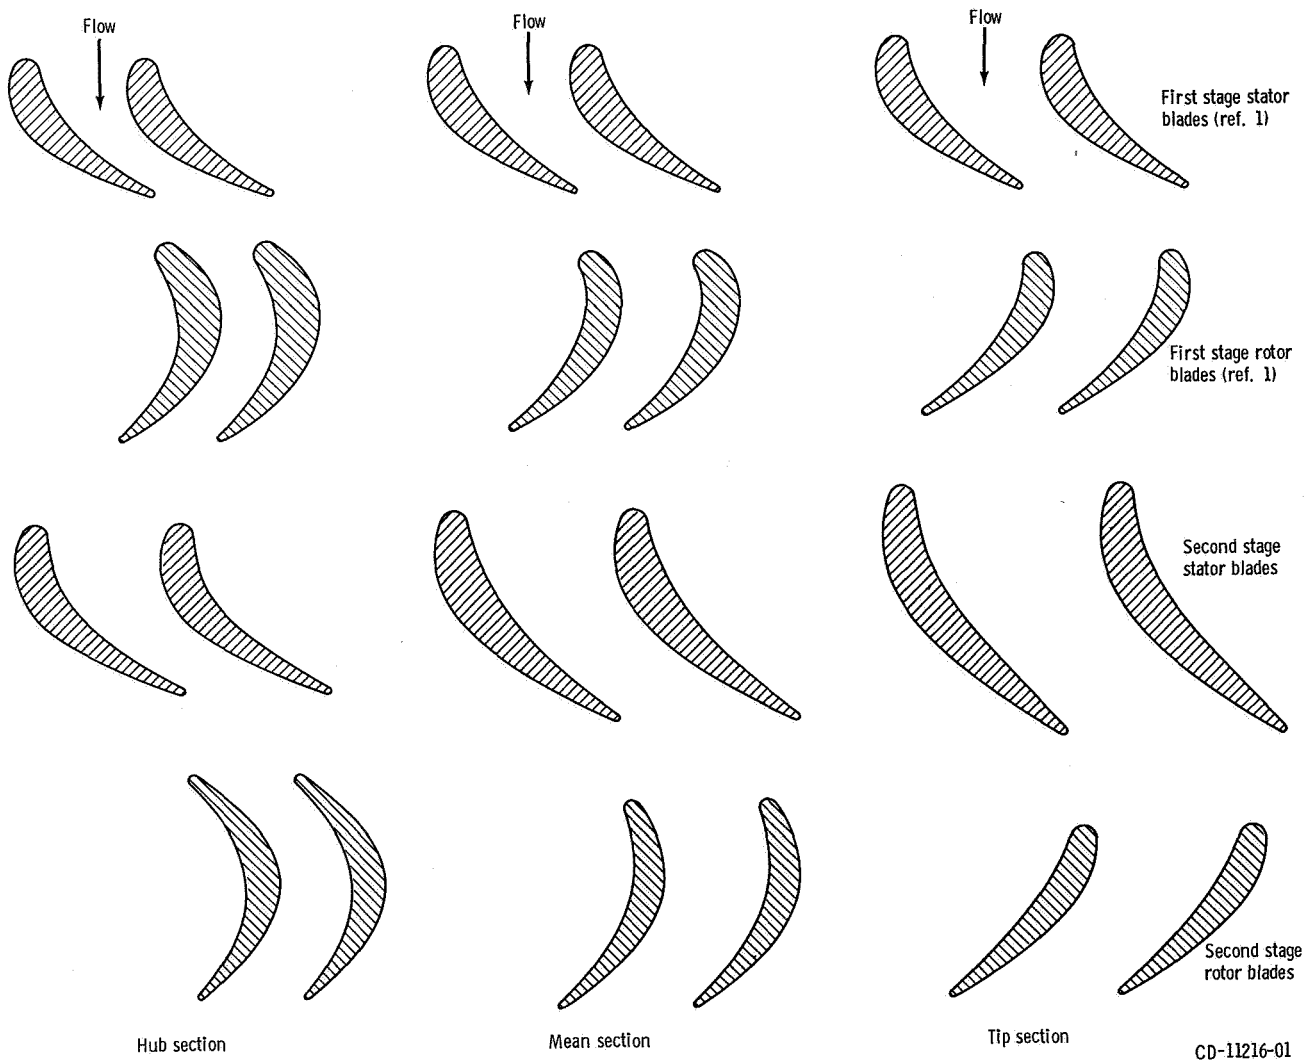 Flow
Flow
Flow
First stage stator
blades (ref. 1)
First stage rotor
blades (ref. 1)
Second stage
stator blades
Second stage
rotor blades
Hub section
Mean section
Tip section
CD-11216-01